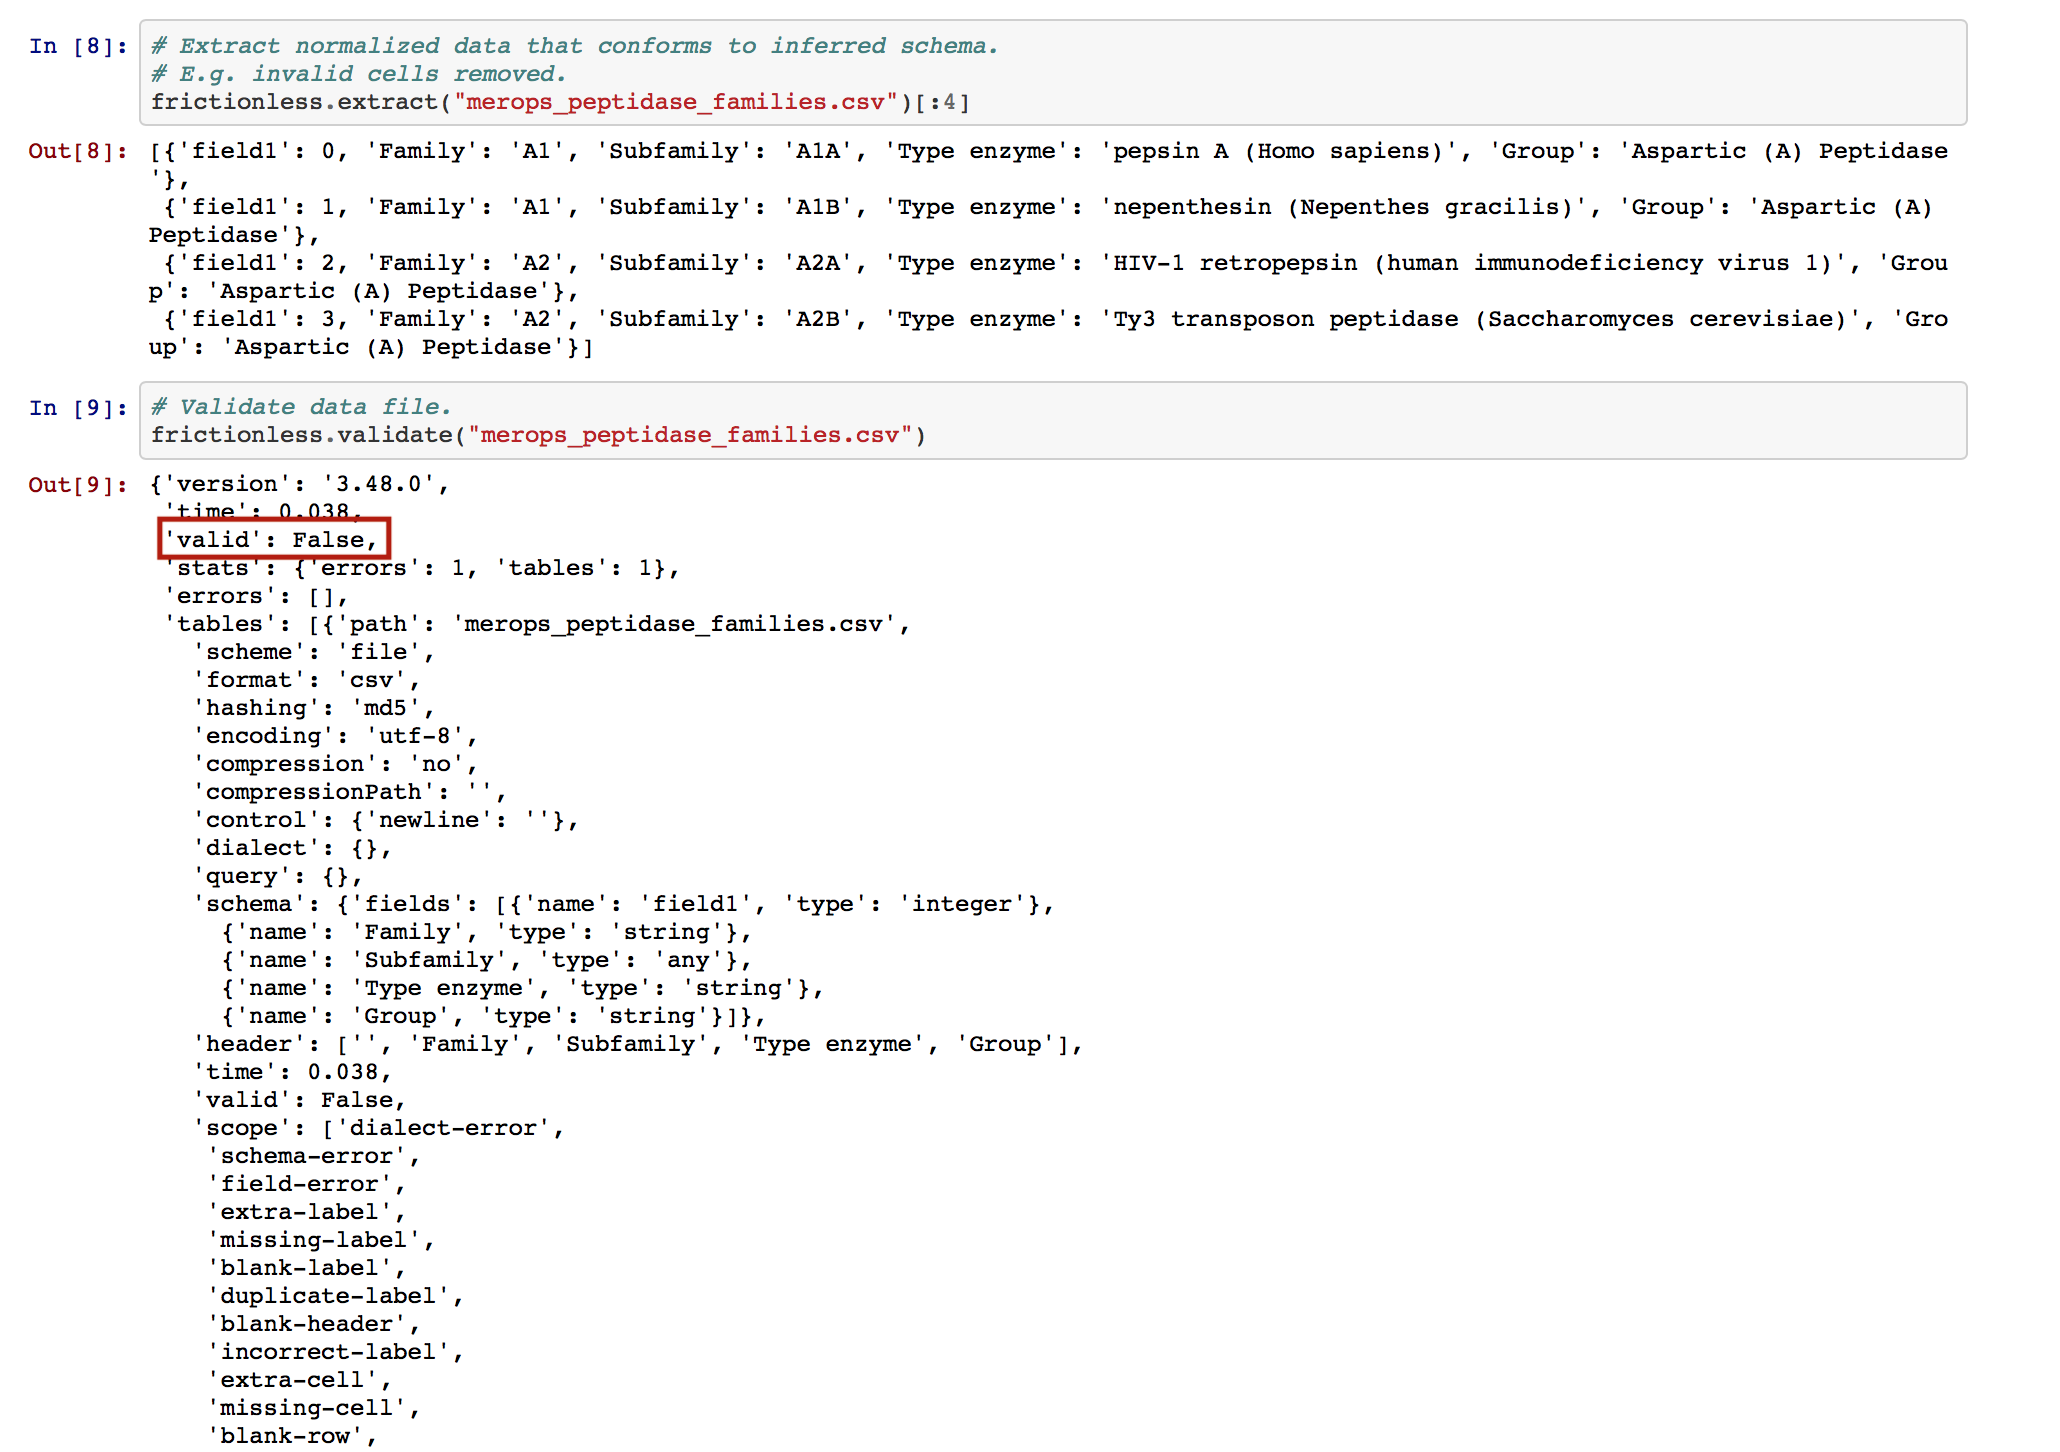 In [8]: # Extract normalized data that conforms to inferred schema.
# E.g. invalid cells removed.
frictionless.extract("merops_peptidase_families.csv")[:4]
Out[8]: [{'field1': 0, 'Family': 'A1', 'Subfamily': 'A1A', 'Type enzyme': 'pepsin A (Homo sapiens)', 'Group': 'Aspartic (A) Peptidase
'},
{'field1': 1, 'Family': 'A1', 'Subfamily': 'A1B', 'Type enzyme': 'nepenthesin (Nepenthes gracilis)', 'Group': 'Aspartic (A)
Peptidase'},
{'field1': 2, 'Family': 'A2', 'Subfamily': 'A2A', 'Type enzyme': 'HIV-1 retropepsin (human immunodeficiency virus 1)', 'Grou
p': 'Aspartic (A) Peptidase'},
{'field1': 3, 'Family': 'A2', 'Subfamily': 'A2B', 'Type enzyme': 'Ty3 transposon peptidase (Saccharomyces cerevisiae)', 'Gro
up': 'Aspartic (A) Peptidase'}]
In [9]: # Validate data file.
frictionless.validate("merops_peptidase_families.csv")
Out[9]: {'version': '3.48.0',
'time': 0.038,
'valid': False,
'stats': {'errors': 1, 'tables': 1},
'errors': [],
'tables': [{'path': 'merops_peptidase_families.csv',
'scheme': 'file',
'format': 'csv',
'hashing': 'md5',
'encoding': 'utf-8',
'compression': 'no',
'compressionPath': '',
'control': {'newline': ''},
'dialect': {},
'query': {},
'schema': {'fields': [{'name': 'field1', 'type': 'integer'},
{'name': 'Family', 'type': 'string'},
{'name': 'Subfamily', 'type': 'any'},
{'name': 'Type enzyme', 'type': 'string'},
{'name': 'Group', 'type': 'string'}]},
'header': ['', 'Family', 'Subfamily', 'Type enzyme', 'Group'],
'time': 0.038,
'valid': False,
'scope': ['dialect-error',
'schema-error',
'field-error',
'extra-label',
'missing-label',
'blank-label',
'duplicate-label',
'blank-header',
'incorrect-label',
'extra-cell',
'missing-cell',
'blank-row',